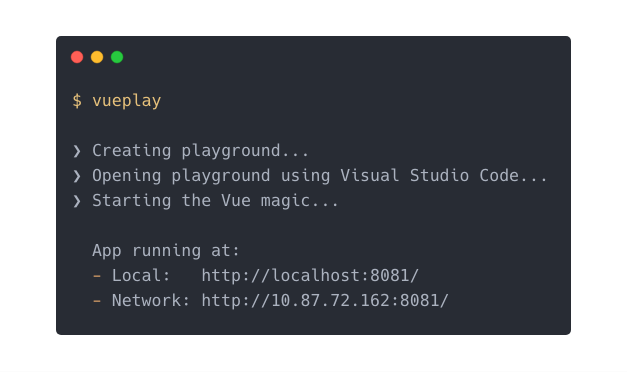 $ vueplay
❯ Creating playground...
❯ Opening playground using Visual Studio Code...
❯ Starting the Vue magic...
App running at:
- Local:   http://localhost:8081/
- Network: http://10.87.72.162:8081/